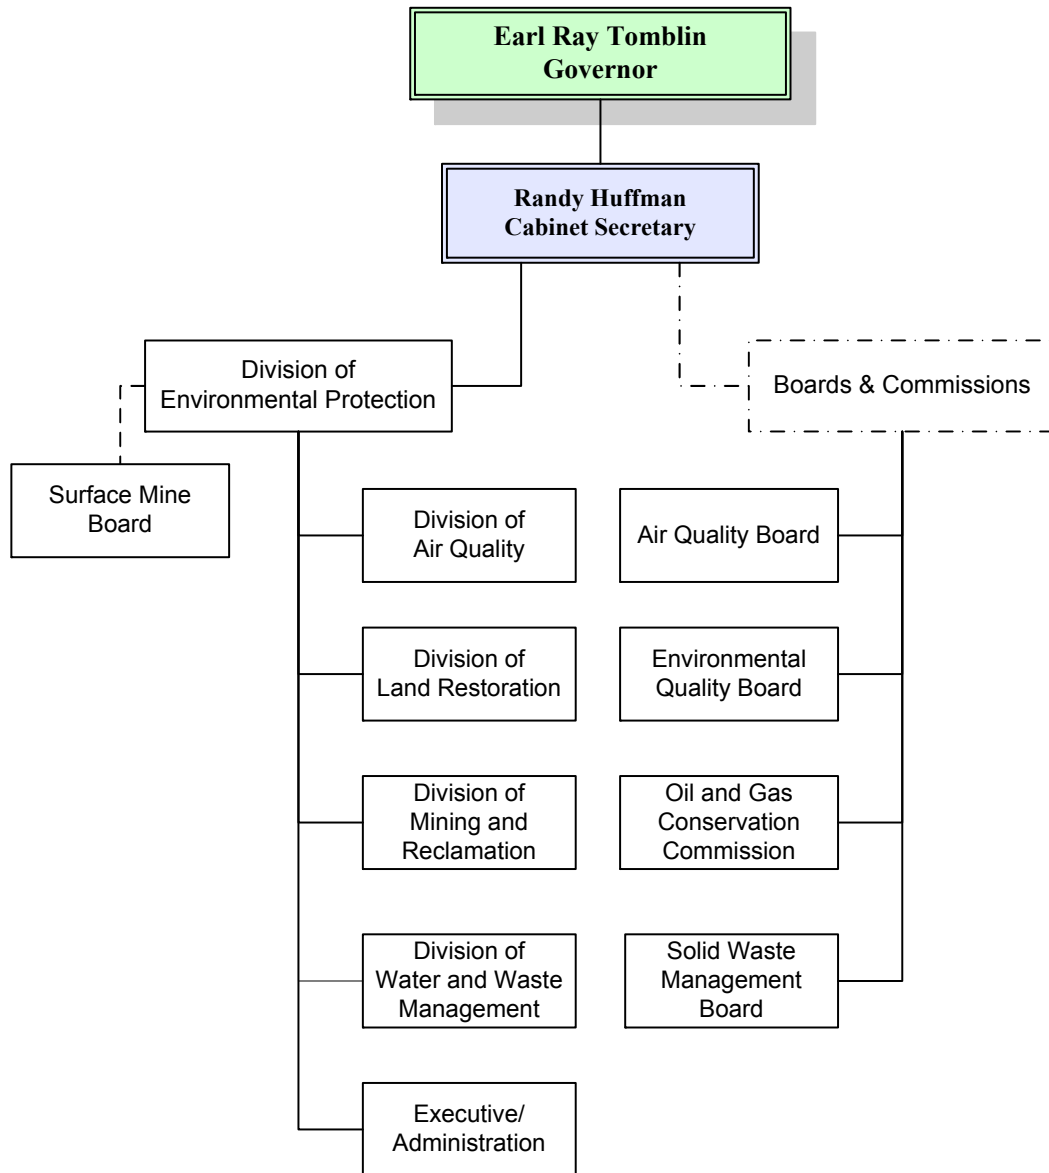 Earl Ray Tomblin
Governor
Randy Huffman
Cabinet Secretary
Division of
Environmental Protection
Boards & Commissions
Surface Mine
Board
Division of
Air Quality
Air Quality Board
Division of
Land Restoration
Environmental
Quality Board
Division of
Mining and
Reclamation
Oil and Gas
Conservation
Commission
Division of
Water and Waste
Management
Solid Waste
Management
Board
Executive/
Administration